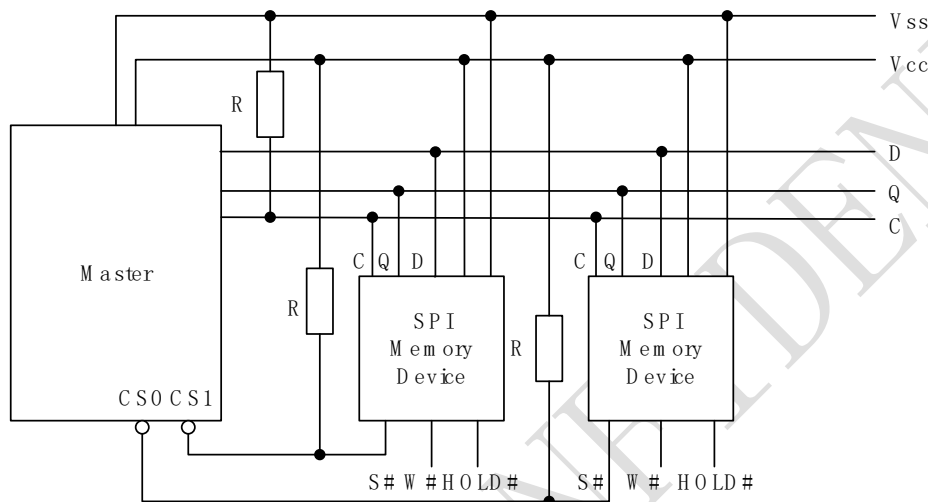 Vss
Vcc
R
D
Q
C
Master
C Q D
C Q D
R
SPI
Memory
Device
R
SPI
Memory
Device
CS0 CS1
S# W# HOLD#
S# W# HOLD#